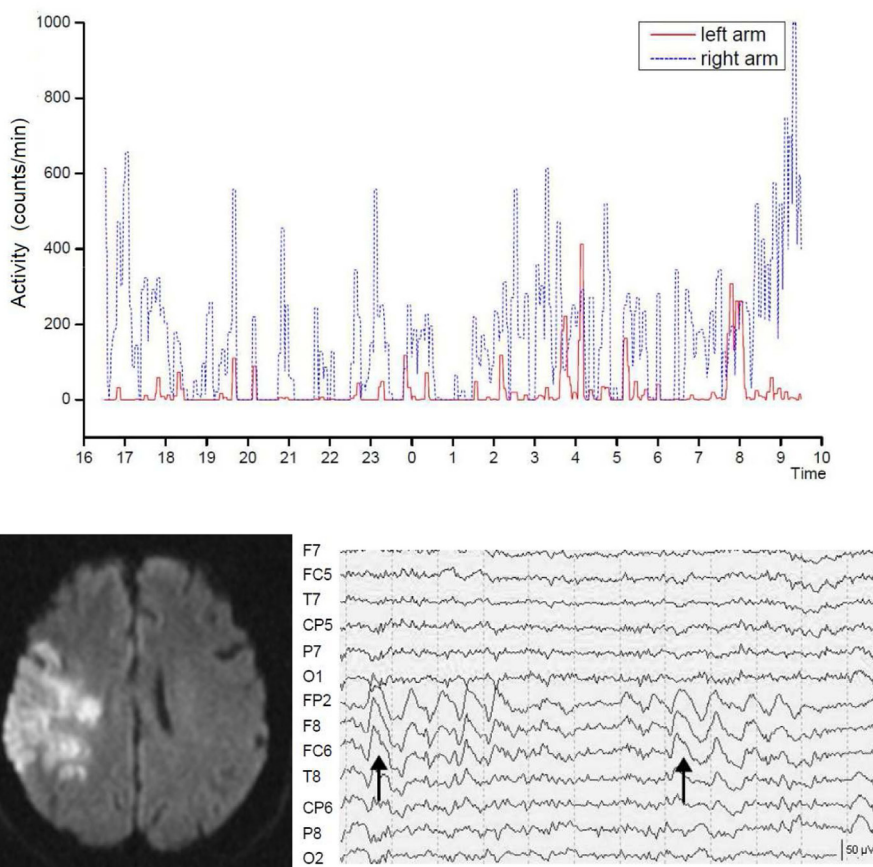 1000
800
600
400
200
0
Activity (counts/min)
left arm
right arm
16 17 18 19 20 21 22 23 0 1 2 3 4 5 6 7 8 9 10
Time
F7
FC5
T7
CP5
P7
O1
FP2
F8
FC6
T8
CP6
P8
O2
50 µV